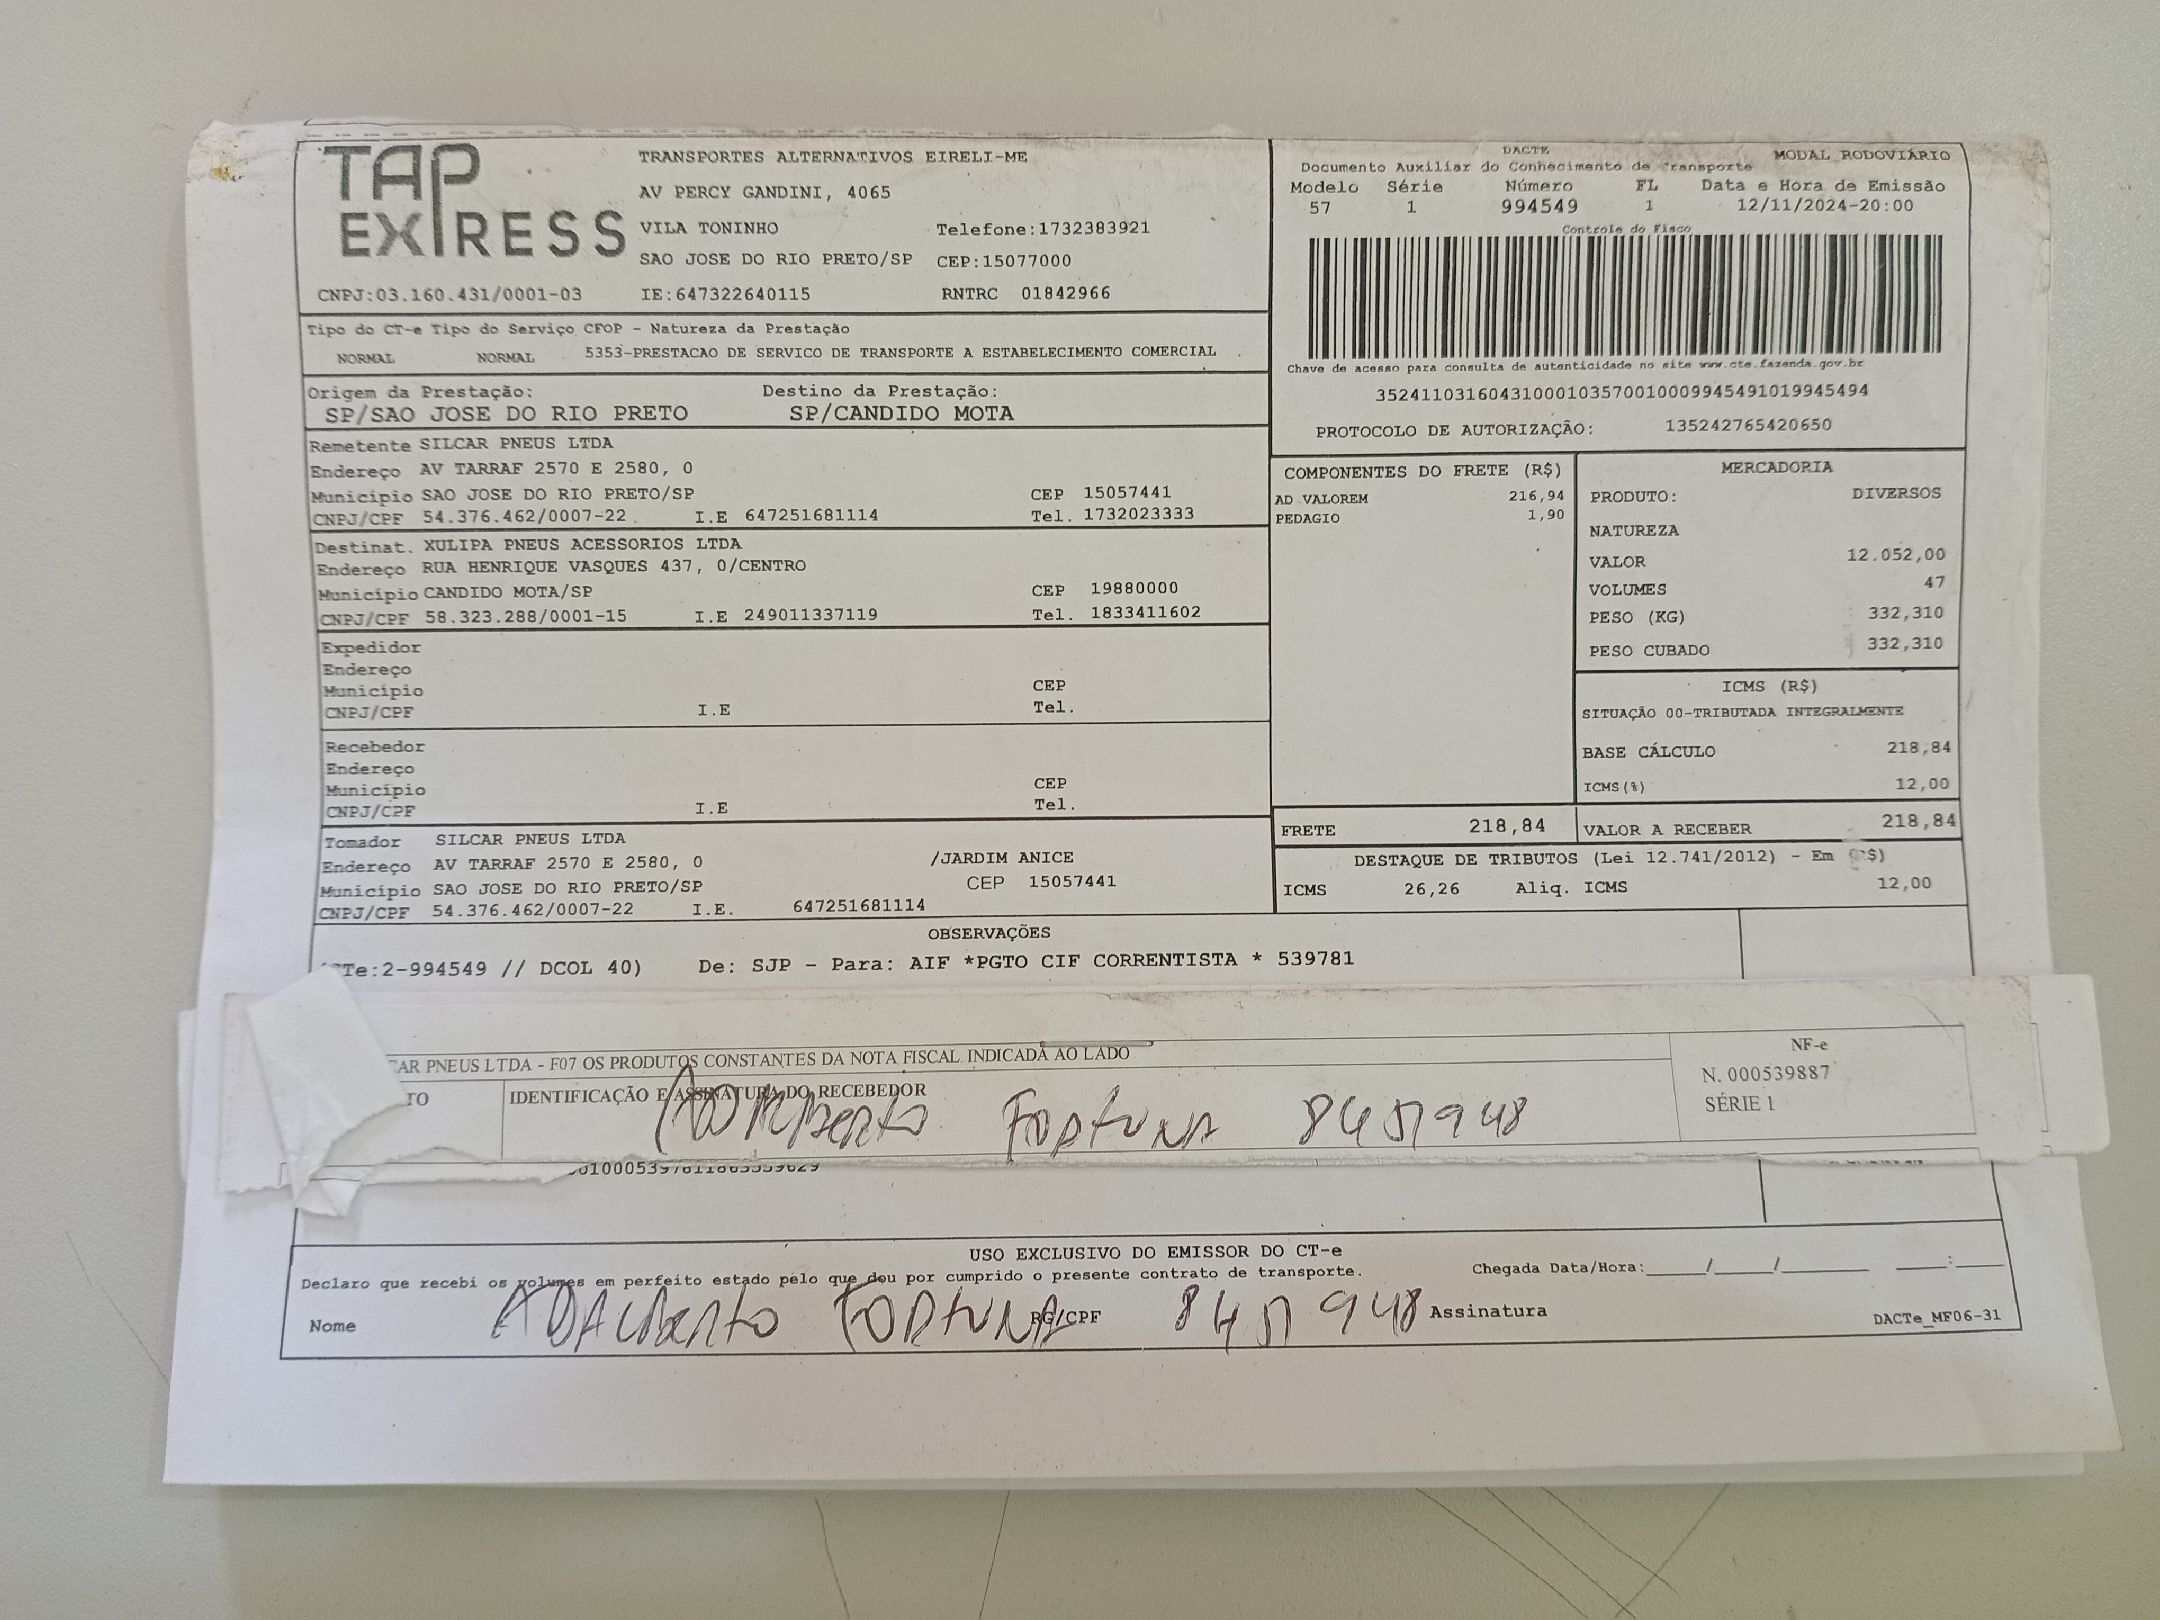 TAP EXPRESS
TRANSPORTES ALTERNATIVOS EIRELI-ME
AV PERCY GANDINI, 4065
VILA TONINHO Telefone:1732383921
SAO JOSE DO RIO PRETO/SP CEP:15077000
CNPJ:03.160.431/0001-03 IE:647322640115 RNTRC 01842966
DACTE
Documento Auxiliar do Conhecimento de Transporte MODAL RODOVIÁRIO
Modelo Série Número FL Data e Hora de Emissão
57 1 994549 1 12/11/2024-20:00
Controle do Fisco
Chave de acesso para consulta de autenticidade no site www.cte.fazenda.gov.br
35241103160431000103570010009945491019945494
PROTOCOLO DE AUTORIZAÇÃO: 135242765420650
Tipo do CT-e Tipo do Serviço CFOP - Natureza da Prestação
NORMAL NORMAL 5353-PRESTACAO DE SERVICO DE TRANSPORTE A ESTABELECIMENTO COMERCIAL
Origem da Prestação: Destino da Prestação:
SP/SAO JOSE DO RIO PRETO SP/CANDIDO MOTA
Remetente SILCAR PNEUS LTDA
Endereço AV TARRAF 2570 E 2580, 0
Município SAO JOSE DO RIO PRETO/SP CEP 15057441
CNPJ/CPF 54.376.462/0007-22 I.E 647251681114 Tel. 1732023333
Destinat. XULIPA PNEUS ACESSORIOS LTDA
Endereço RUA HENRIQUE VASQUES 437, 0/CENTRO
Município CANDIDO MOTA/SP CEP 19880000
CNPJ/CPF 58.323.288/0001-15 I.E 249011337119 Tel. 1833411602
Expedidor
Endereço
Município CEP
CNPJ/CPF I.E Tel.
Recebedor
Endereço
Município CEP
CNPJ/CPF I.E Tel.
Tomador SILCAR PNEUS LTDA
Endereço AV TARRAF 2570 E 2580, 0 /JARDIM ANICE
Município SAO JOSE DO RIO PRETO/SP CEP 15057441
CNPJ/CPF 54.376.462/0007-22 I.E. 647251681114
COMPONENTES DO FRETE (R$)
AD VALOREM 216,94
PEDAGIO 1,90
MERCADORIA
PRODUTO: DIVERSOS
NATUREZA
VALOR 12.052,00
VOLUMES 47
PESO (KG) 332,310
PESO CUBADO 332,310
ICMS (R$)
SITUAÇÃO 00-TRIBUTADA INTEGRALMENTE
BASE CÁLCULO 218,84
ICMS(%) 12,00
FRETE 218,84 VALOR A RECEBER 218,84
DESTAQUE DE TRIBUTOS (Lei 12.741/2012) - Em (R$)
ICMS 26,26 Aliq. ICMS 12,00
OBSERVAÇÕES
Te:2-994549 // DCOL 40) De: SJP - Para: AIF *PGTO CIF CORRENTISTA * 539781
CAR PNEUS LTDA - F07 OS PRODUTOS CONSTANTES DA NOTA FISCAL INDICADA AO LADO
TO IDENTIFICAÇÃO E ASSINATURA DO RECEBEDOR
Fortuna
NF-e
N. 000539887
SÉRIE 1
USO EXCLUSIVO DO EMISSOR DO CT-e
Declaro que recebi os volumes em perfeito estado pelo que dou por cumprido o presente contrato de transporte. Chegada Data/Hora:____/____/____ ___:___
Nome Adalberto Fortuna RG/CPF Assinatura DACTe_MF06-31